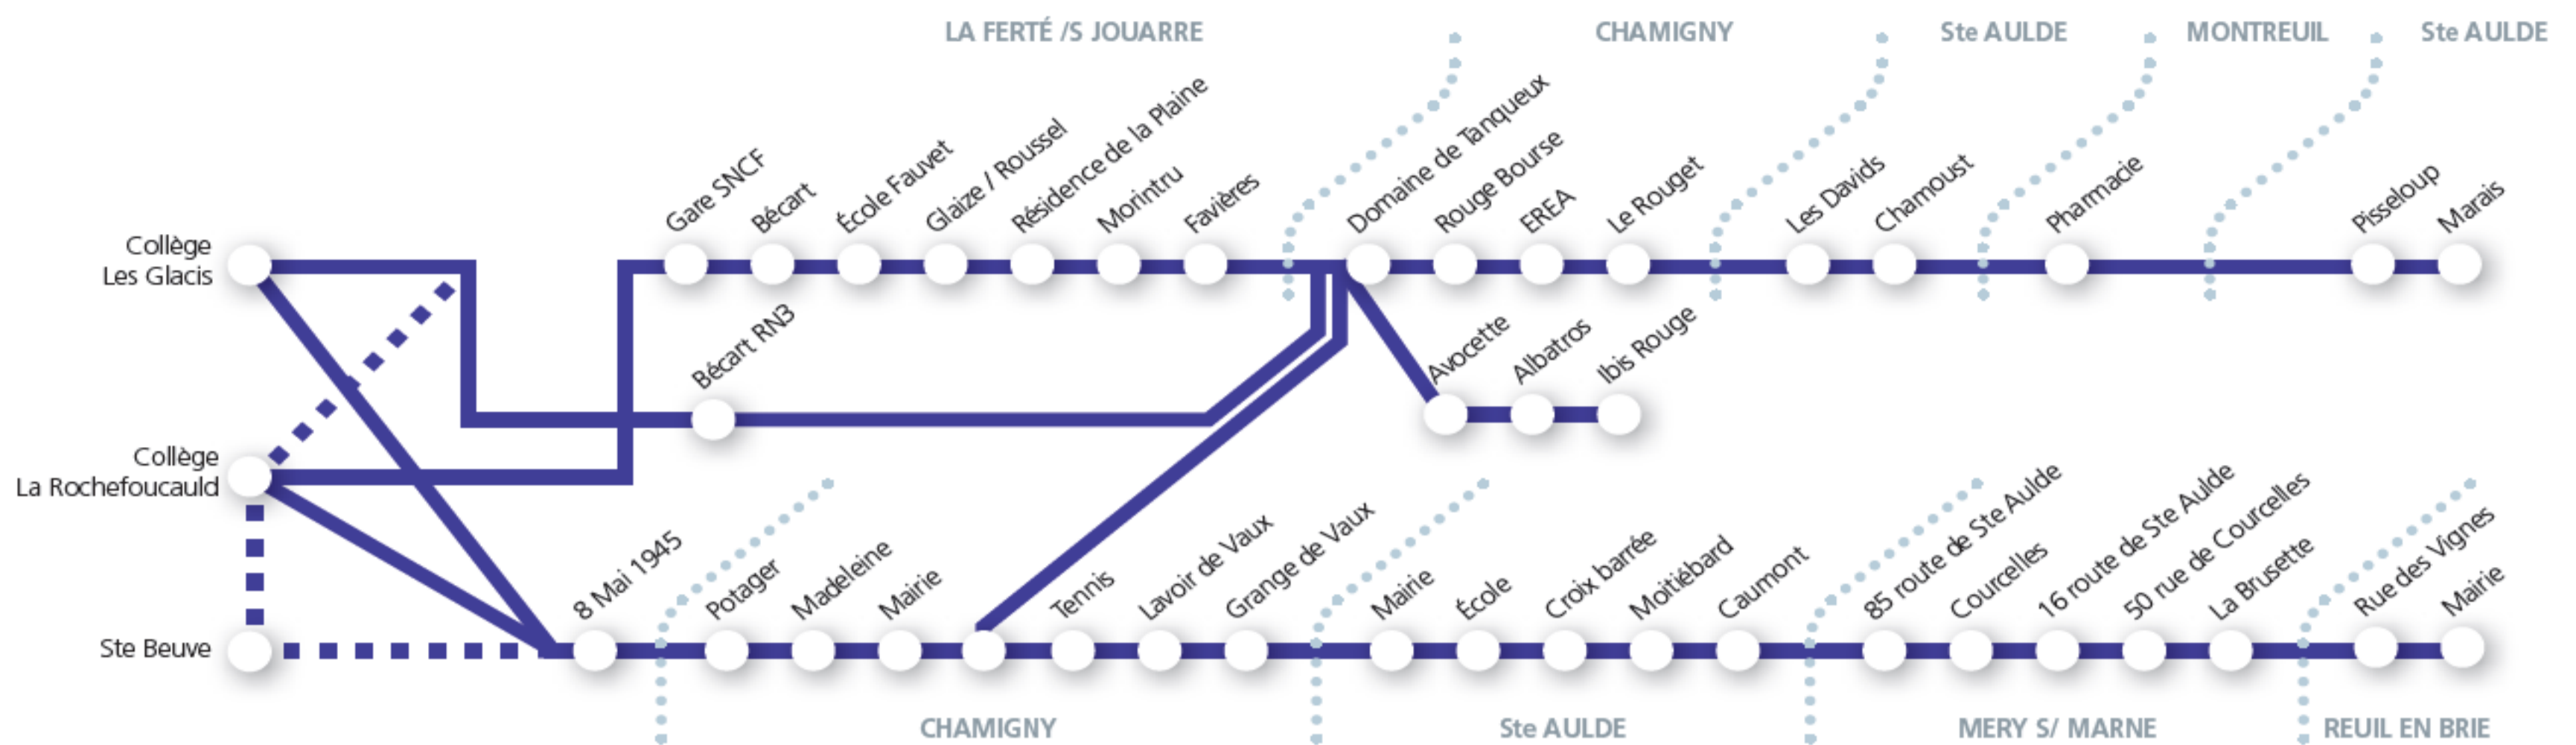 LA FERTÉ /S JOUARRE
CHAMIGNY
Ste AULDE
MONTREUIL
Ste AULDE
Collège
Les Glacis
Gare SNCF
Bécart
École Fauvet
Glaize / Roussel
Résidence de la Plaine
Morintru
Favières
Domaine de Tanqueux
Rouge Bourse
EREA
Le Rouget
Les Davids
Chamoust
Pharmacie
Pisseloup
Marais
Bécart RN3
Avocette
Albatros
Ibis Rouge
Collège
La Rochefoucauld
Ste Beuve
8 Mai 1945
Potager
Madeleine
Mairie
Tennis
Lavoir de Vaux
Grange de Vaux
Mairie
École
Croix barrée
Moitiébard
Caumont
85 route de Ste Aulde
Courcelles
16 route de Ste Aulde
50 rue de Courcelles
La Brusette
Rue des Vignes
Mairie
CHAMIGNY
Ste AULDE
MERY S/ MARNE
REUIL EN BRIE